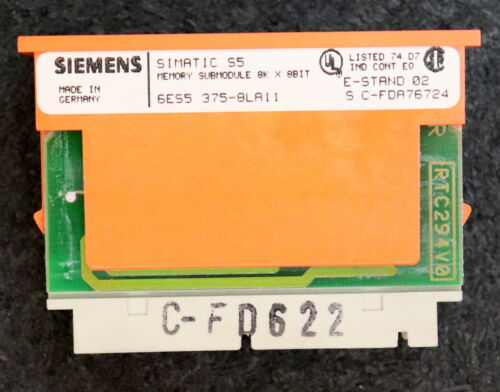 SIEMENS
MADE IN
GERMANY
SIMATIC S5
MEMORY SUBMODULE 8K X 8BIT
6ES5 375-8LA11
UL
LISTED 74 D7
IND CONT EQ
E-STAND 02
S C-FDA76724
R
RTC294V0
C-FD622